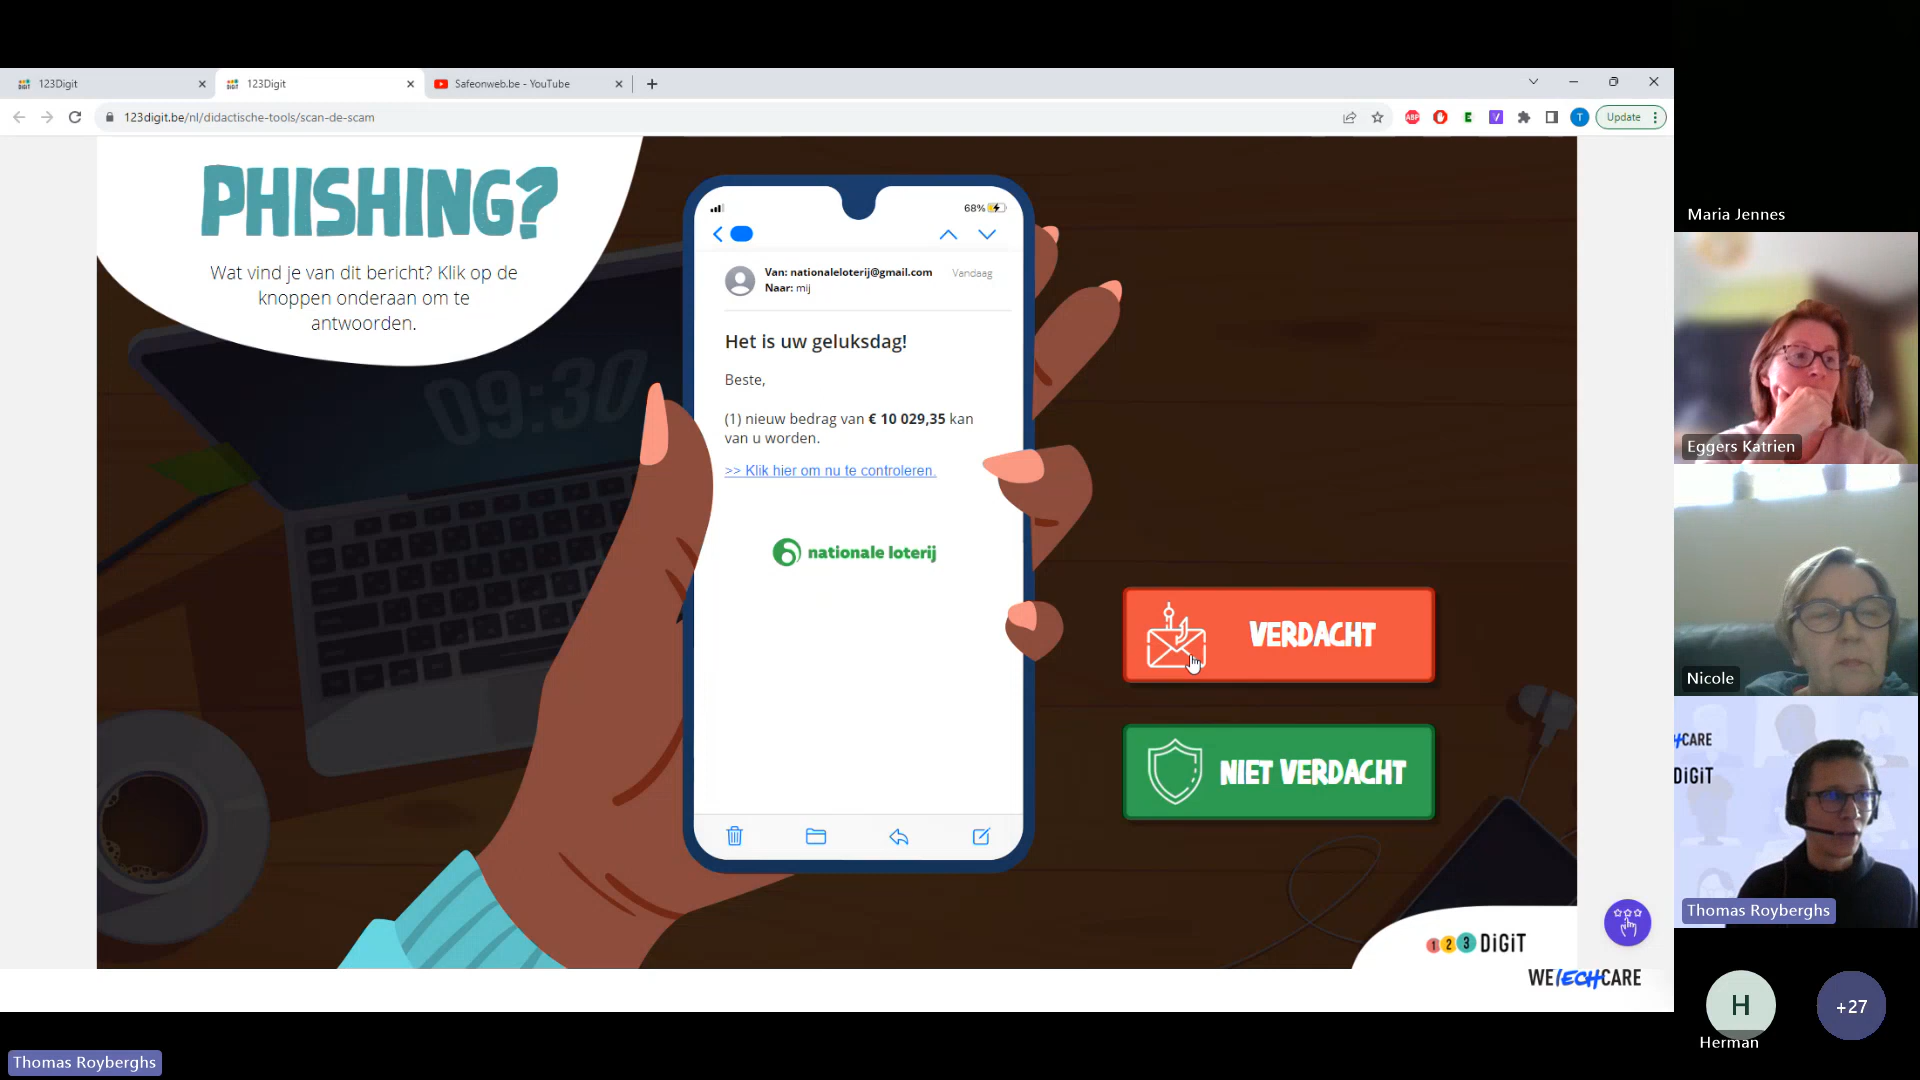 123Digit
123Digit
Safeonweb.be - YouTube
123digit.be/nl/didactische-tools/scan-de-scam
ABP
E
V
T
Update
PHISHING?
Wat vind je van dit bericht? Klik op de
knoppen onderaan om te
antwoorden.
09:30
68%
Van: nationaleloterij@gmail.com
Vandaag
Naar: mij
Het is uw geluksdag!
Beste,
(1) nieuw bedrag van € 10 029,35 kan
van u worden.
>> Klik hier om nu te controleren.
nationale loterij
VERDACHT
NIET VERDACHT
1 2 3 DiGiT
WETECHCARE
Maria Jennes
Eggers Katrien
Nicole
CARE
DiGiT
Thomas Royberghs
H
Herman
+27
Thomas Royberghs